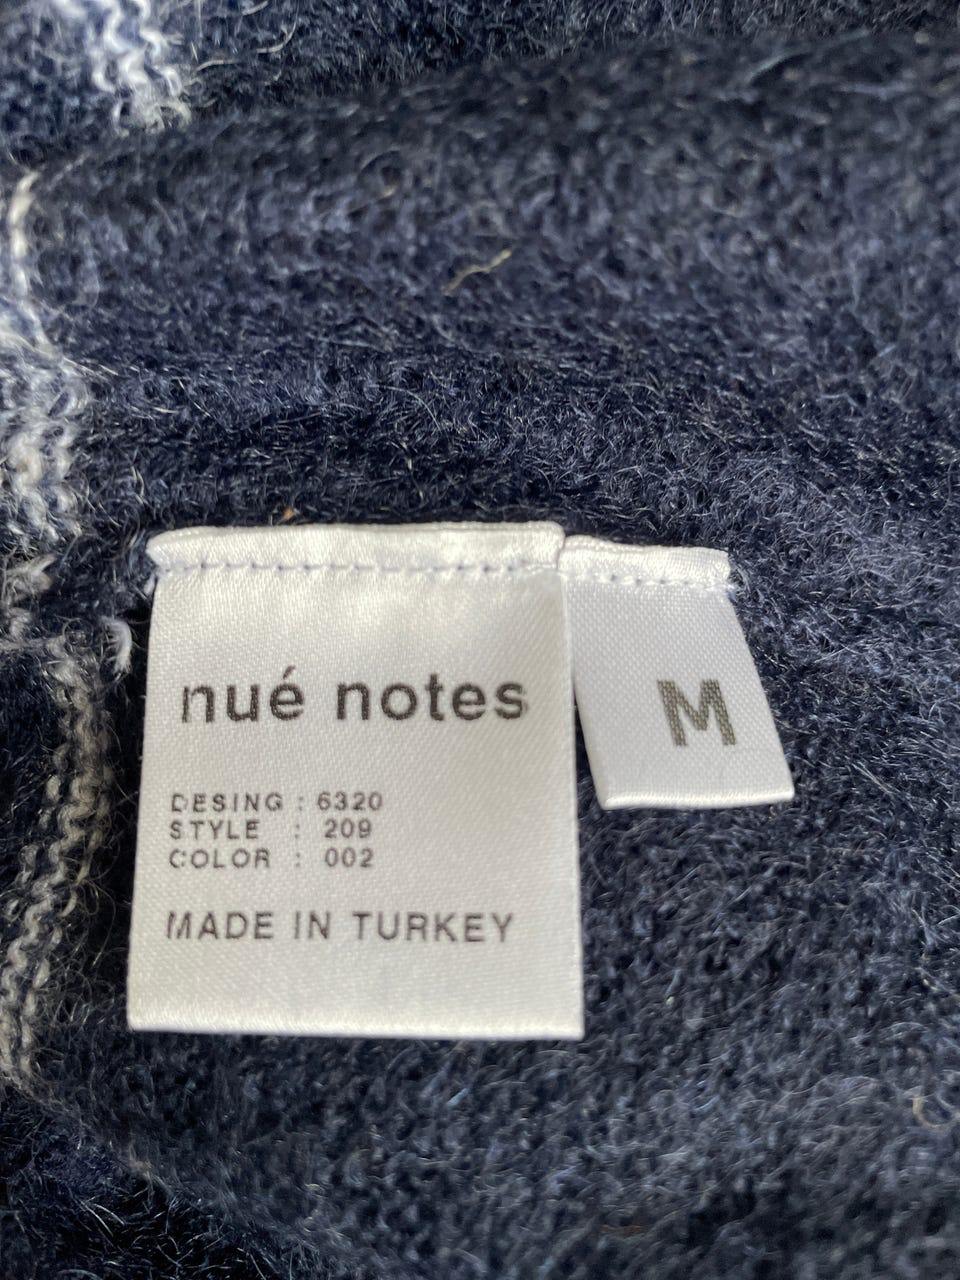 nué notes
DESING : 6320
STYLE : 209
COLOR : 002
MADE IN TURKEY
M